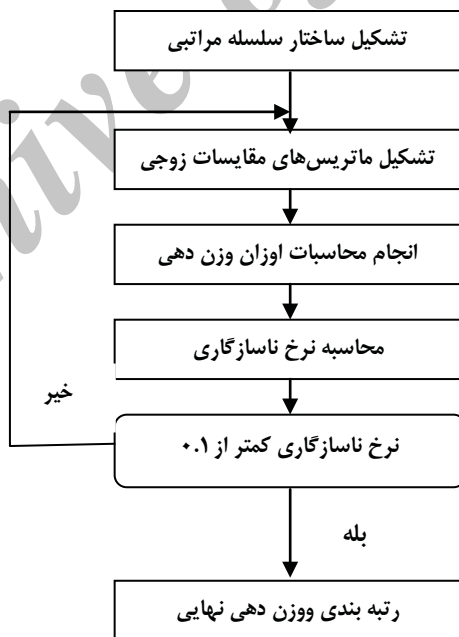 تشکیل ساختار سلسله مراتبی
تشکیل ماتریس‌های مقایسات زوجی
انجام محاسبات اوزان وزن دهی
محاسبه نرخ ناسازگاری
خیر
نرخ ناسازگاری کمتر از ۰.۱
بله
رتبه بندی ووزن دهی نهایی